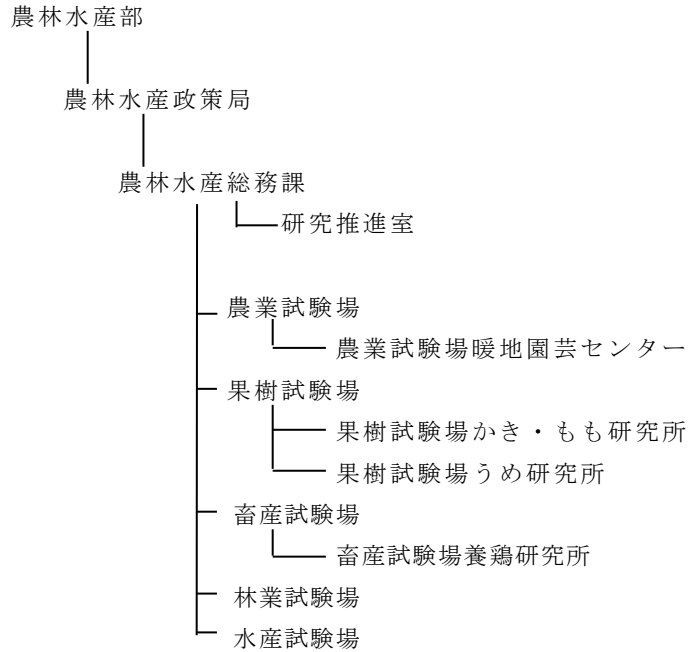 農林水産部
農林水産政策局
農林水産総務課
研究推進室
農業試験場
農業試験場暖地園芸センター
果樹試験場
果樹試験場かき・もも研究所
果樹試験場うめ研究所
畜産試験場
畜産試験場養鶏研究所
林業試験場
水産試験場